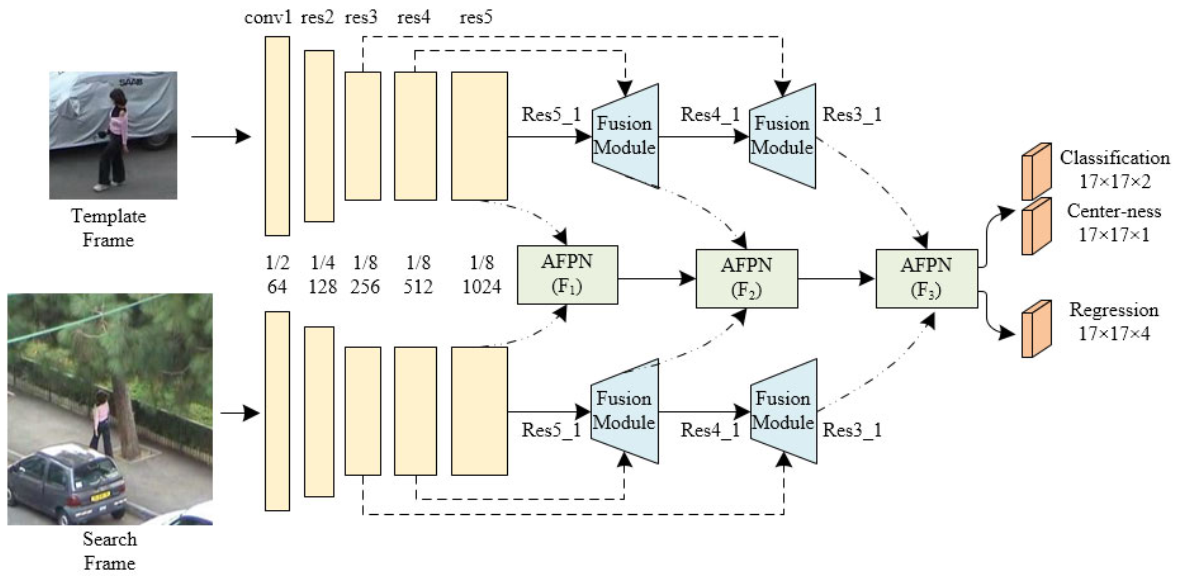 conv1 res2 res3 res4 res5
SAAB
Template
Frame
Res5_1
Fusion
Module
Res4_1
Fusion
Module
Res3_1
Classification
17×17×2
Center-ness
17×17×1
1/2 1/4 1/8 1/8 1/8
64 128 256 512 1024
AFPN
(F₁)
AFPN
(F₂)
AFPN
(F₃)
Regression
17×17×4
Res5_1
Fusion
Module
Res4_1
Fusion
Module
Res3_1
Search
Frame